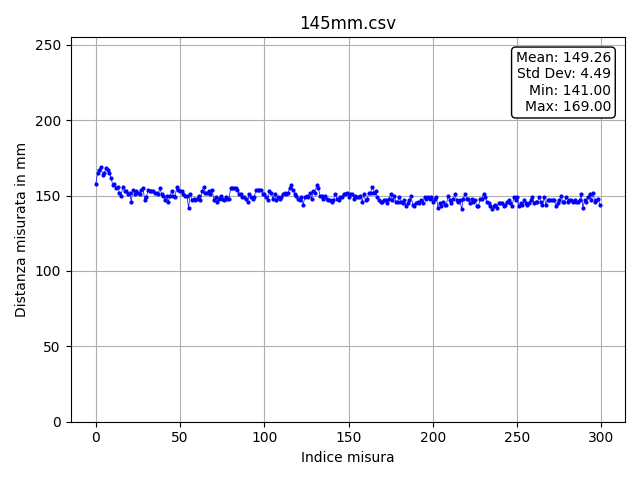 145mm.csv
Mean: 149.26
Std Dev: 4.49
Min: 141.00
Max: 169.00
250
200
150
100
50
0
Distanza misurata in mm
0 50 100 150 200 250 300
Indice misura